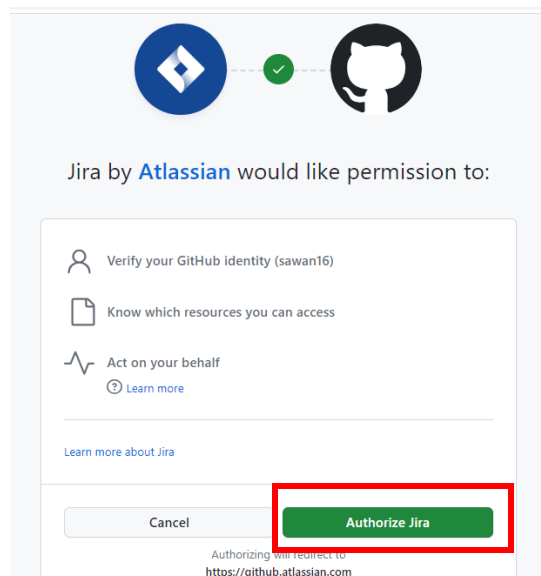 Jira by Atlassian would like permission to:
Verify your GitHub identity (sawan16)
Know which resources you can access
Act on your behalf
? Learn more
Learn more about Jira
Cancel
Authorize Jira
Authorizing will redirect to
https://github.atlassian.com